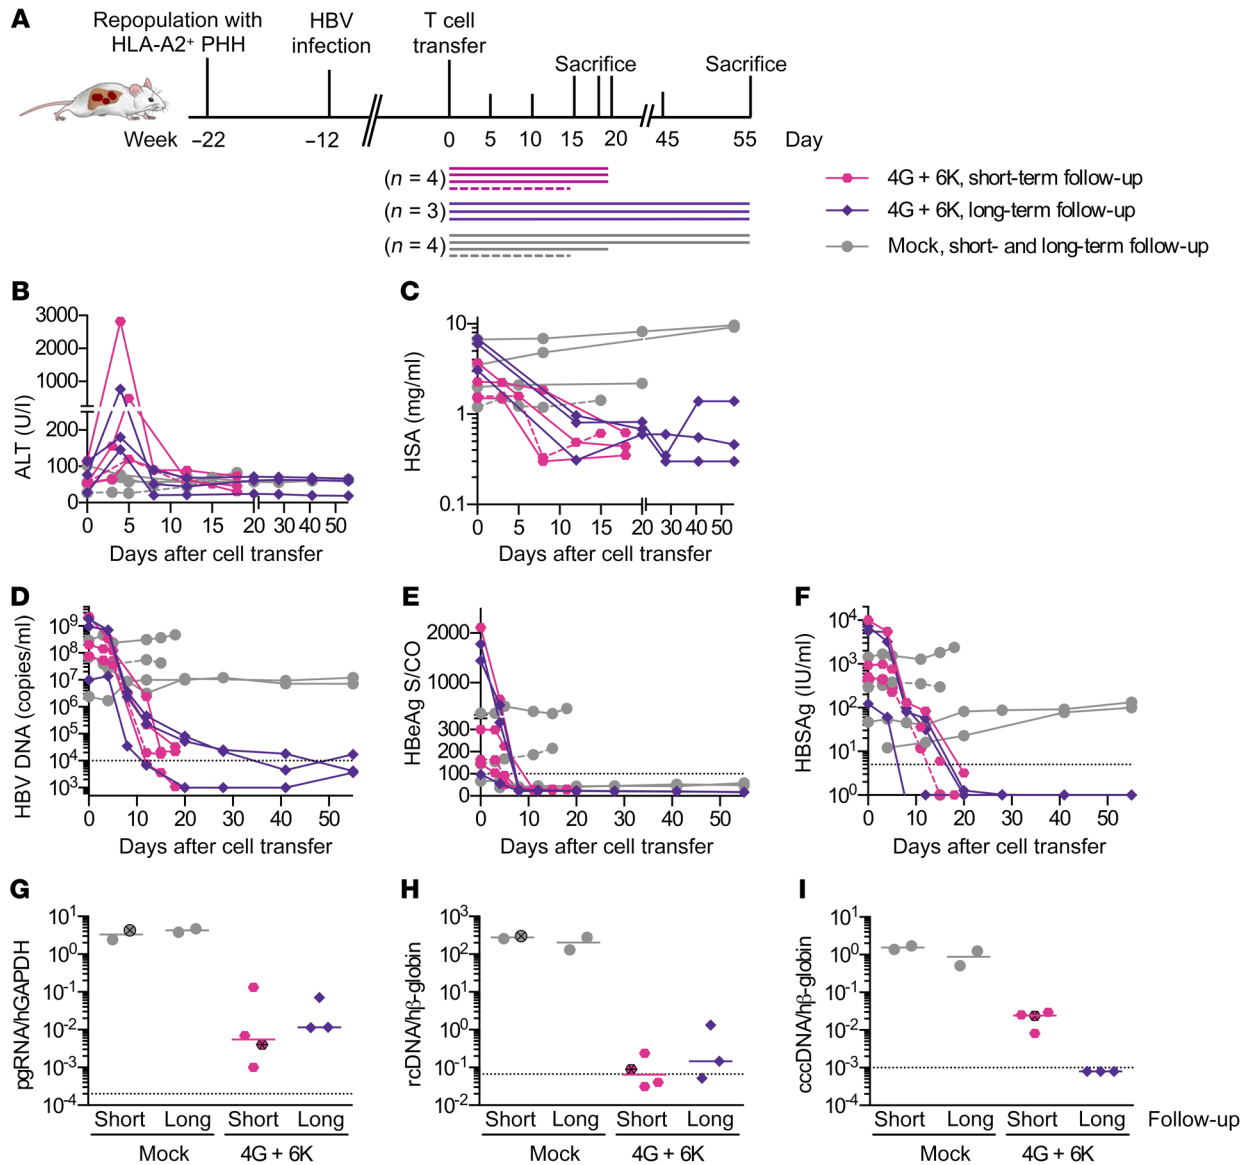 A
Repopulation with
HLA-A2⁺ PHH
HBV
infection
T cell
transfer
Sacrifice
Sacrifice
Week
–22
–12
0
5
10
15
20
45
55
Day
(n = 4)
(n = 3)
(n = 4)
4G + 6K, short-term follow-up
4G + 6K, long-term follow-up
Mock, short- and long-term follow-up
B
ALT (U/l)
3000
2000
1000
200
100
0
0 5 10 15 20 30 40 50
Days after cell transfer
C
HSA (mg/ml)
10
1
0.1
0 5 10 15 20 30 40 50
Days after cell transfer
D
HBV DNA (copies/ml)
10⁹
10⁸
10⁷
10⁶
10⁵
10⁴
10³
0 10 20 30 40 50
Days after cell transfer
E
HBeAg S/CO
2000
1000
300
200
100
0
0 10 20 30 40 50
Days after cell transfer
F
HBSAg (IU/ml)
10⁴
10³
10²
10¹
10⁰
0 10 20 30 40 50
Days after cell transfer
G
pgRNA/hGAPDH
10¹
10⁰
10⁻¹
10⁻²
10⁻³
10⁻⁴
Short Long Short Long
Mock 4G + 6K
H
rcDNA/hβ-globin
10³
10²
10¹
10⁰
10⁻¹
10⁻²
Short Long Short Long
Mock 4G + 6K
I
cccDNA/hβ-globin
10¹
10⁰
10⁻¹
10⁻²
10⁻³
10⁻⁴
Short Long Short Long
Mock 4G + 6K
Follow-up